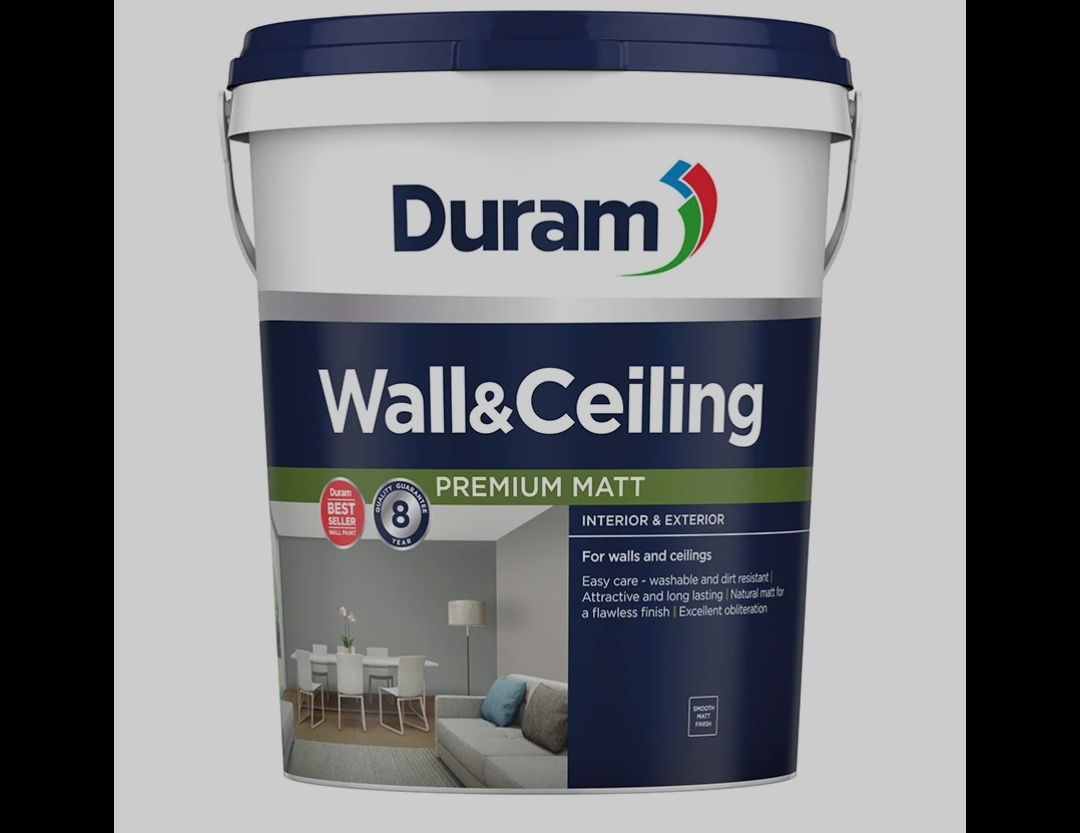 Duram
Wall&Ceiling
PREMIUM MATT
Duram
BEST
SELLER
WALL PAINT
QUALITY GUARANTEE
8
YEAR
INTERIOR & EXTERIOR
For walls and ceilings
Easy care - washable and dirt resistant |
Attractive and long lasting | Natural matt for
a flawless finish | Excellent obliteration
SMOOTH
MATT
FINISH